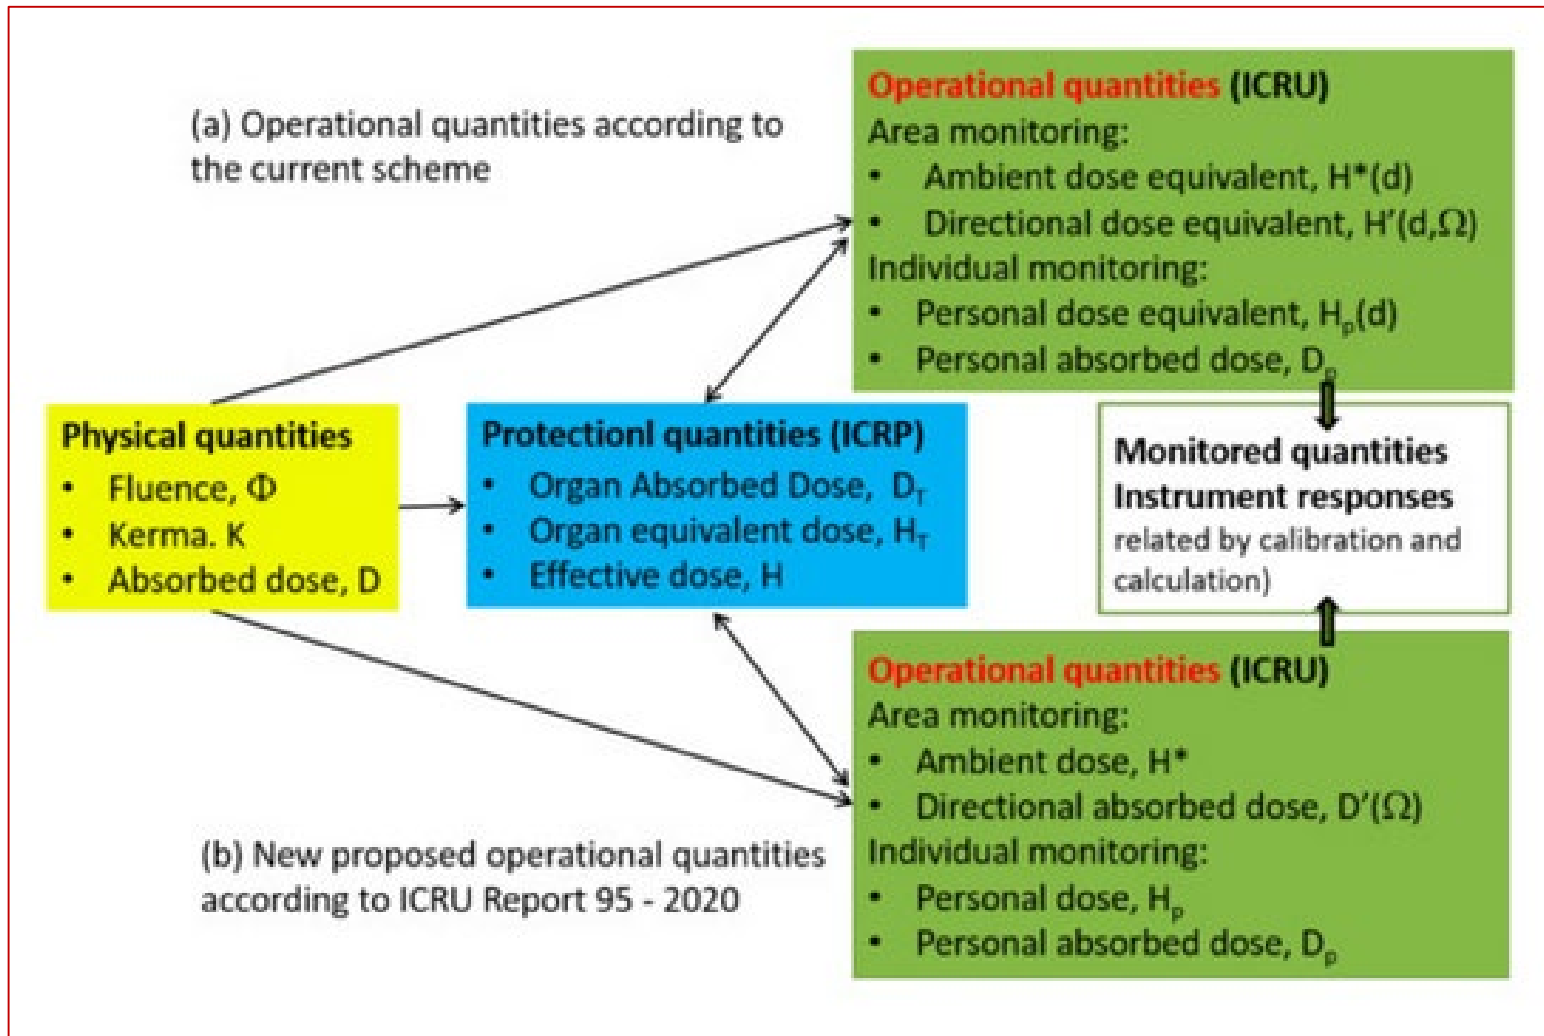 (a) Operational quantities according to
the current scheme
Operational quantities (ICRU)
Area monitoring:
• Ambient dose equivalent, H*(d)
• Directional dose equivalent, H’(d,Ω)
Individual monitoring:
• Personal dose equivalent, Hₚ(d)
• Personal absorbed dose, Dₚ
Physical quantities
• Fluence, Φ
• Kerma. K
• Absorbed dose, D
Protectionl quantities (ICRP)
• Organ Absorbed Dose, D_T
• Organ equivalent dose, H_T
• Effective dose, H
Monitored quantities
Instrument responses
related by calibration and
calculation)
Operational quantities (ICRU)
Area monitoring:
• Ambient dose, H*
• Directional absorbed dose, D’(Ω)
Individual monitoring:
• Personal dose, Hₚ
• Personal absorbed dose, Dₚ
(b) New proposed operational quantities
according to ICRU Report 95 - 2020